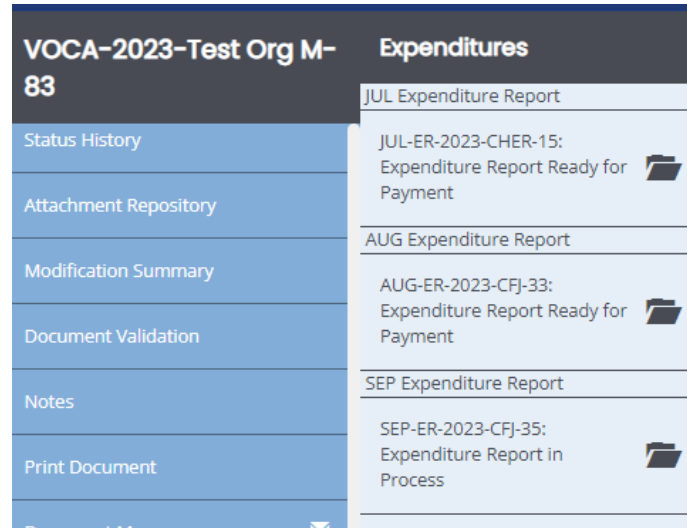 VOCA-2023-Test Org M-
83
Status History
Attachment Repository
Modification Summary
Document Validation
Notes
Print Document
Expenditures
JUL Expenditure Report
JUL-ER-2023-CHER-15:
Expenditure Report Ready for
Payment
AUG Expenditure Report
AUG-ER-2023-CFJ-33:
Expenditure Report Ready for
Payment
SEP Expenditure Report
SEP-ER-2023-CFJ-35:
Expenditure Report in
Process